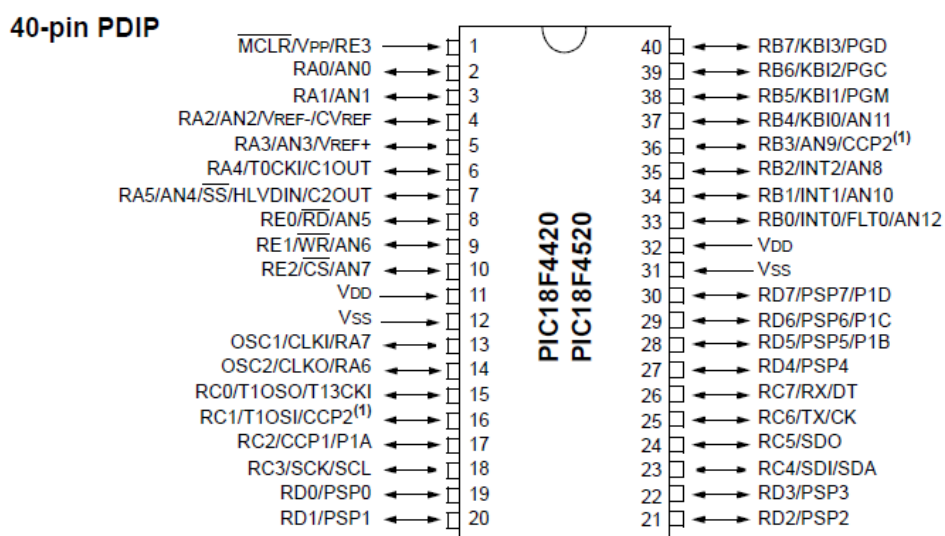 40-pin PDIP
MCLR/VPP/RE3 1 40 RB7/KBI3/PGD
RA0/AN0 2 39 RB6/KBI2/PGC
RA1/AN1 3 38 RB5/KBI1/PGM
RA2/AN2/VREF-/CVREF 4 37 RB4/KBI0/AN11
RA3/AN3/VREF+ 5 36 RB3/AN9/CCP2(1)
RA4/T0CKI/C1OUT 6 35 RB2/INT2/AN8
RA5/AN4/SS/HLVDIN/C2OUT 7 34 RB1/INT1/AN10
RE0/RD/AN5 8 33 RB0/INT0/FLT0/AN12
RE1/WR/AN6 9 32 VDD
RE2/CS/AN7 10 31 VSS
VDD 11 30 RD7/PSP7/P1D
VSS 12 29 RD6/PSP6/P1C
OSC1/CLKI/RA7 13 28 RD5/PSP5/P1B
OSC2/CLKO/RA6 14 27 RD4/PSP4
RC0/T1OSO/T13CKI 15 26 RC7/RX/DT
RC1/T1OSI/CCP2(1) 16 25 RC6/TX/CK
RC2/CCP1/P1A 17 24 RC5/SDO
RC3/SCK/SCL 18 23 RC4/SDI/SDA
RD0/PSP0 19 22 RD3/PSP3
RD1/PSP1 20 21 RD2/PSP2
PIC18F4420
PIC18F4520